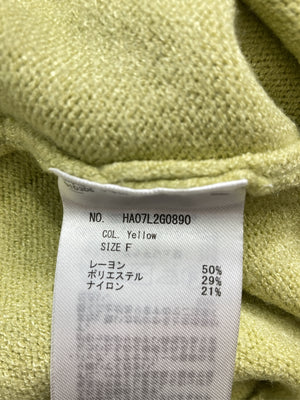 NO. HA07L2G0890
COL. Yellow
SIZE F
レーヨン 50%
ポリエステル 29%
ナイロン 21%